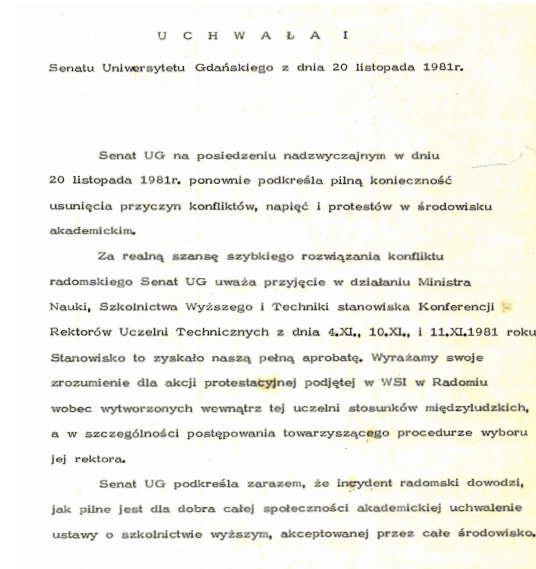 U C H W A Ł A I
Senatu Uniwersytetu Gdańskiego z dnia 20 listopada 1981r.
Senat UG na posiedzeniu nadzwyczajnym w dniu
20 listopada 1981r. ponownie podkreśla pilną konieczność
usunięcia przyczyn konfliktów, napięć i protestów w środowisku
akademickim.
Za realną szansę szybkiego rozwiązania konfliktu
radomskiego Senat UG uważa przyjęcie w działaniu Ministra
Nauki, Szkolnictwa Wyższego i Techniki stanowiska Konferencji
Rektorów Uczelni Technicznych z dnia 4.XI., 10.XI., i 11.XI.1981 roku
Stanowisko to zyskało naszą pełną aprobatę. Wyrażamy swoje
zrozumienie dla akcji protestacyjnej podjętej w WSI w Radomiu
wobec wytworzonych wewnątrz tej uczelni stosunków międzyludzkich,
a w szczególności postępowania towarzyszącego procedurze wyboru
jej rektora.
Senat UG podkreśla zarazem, że incydent radomski dowodzi,
jak pilne jest dla dobra całej społeczności akademickiej uchwalenie
ustawy o szkolnictwie wyższym, akceptowanej przez całe środowisko.